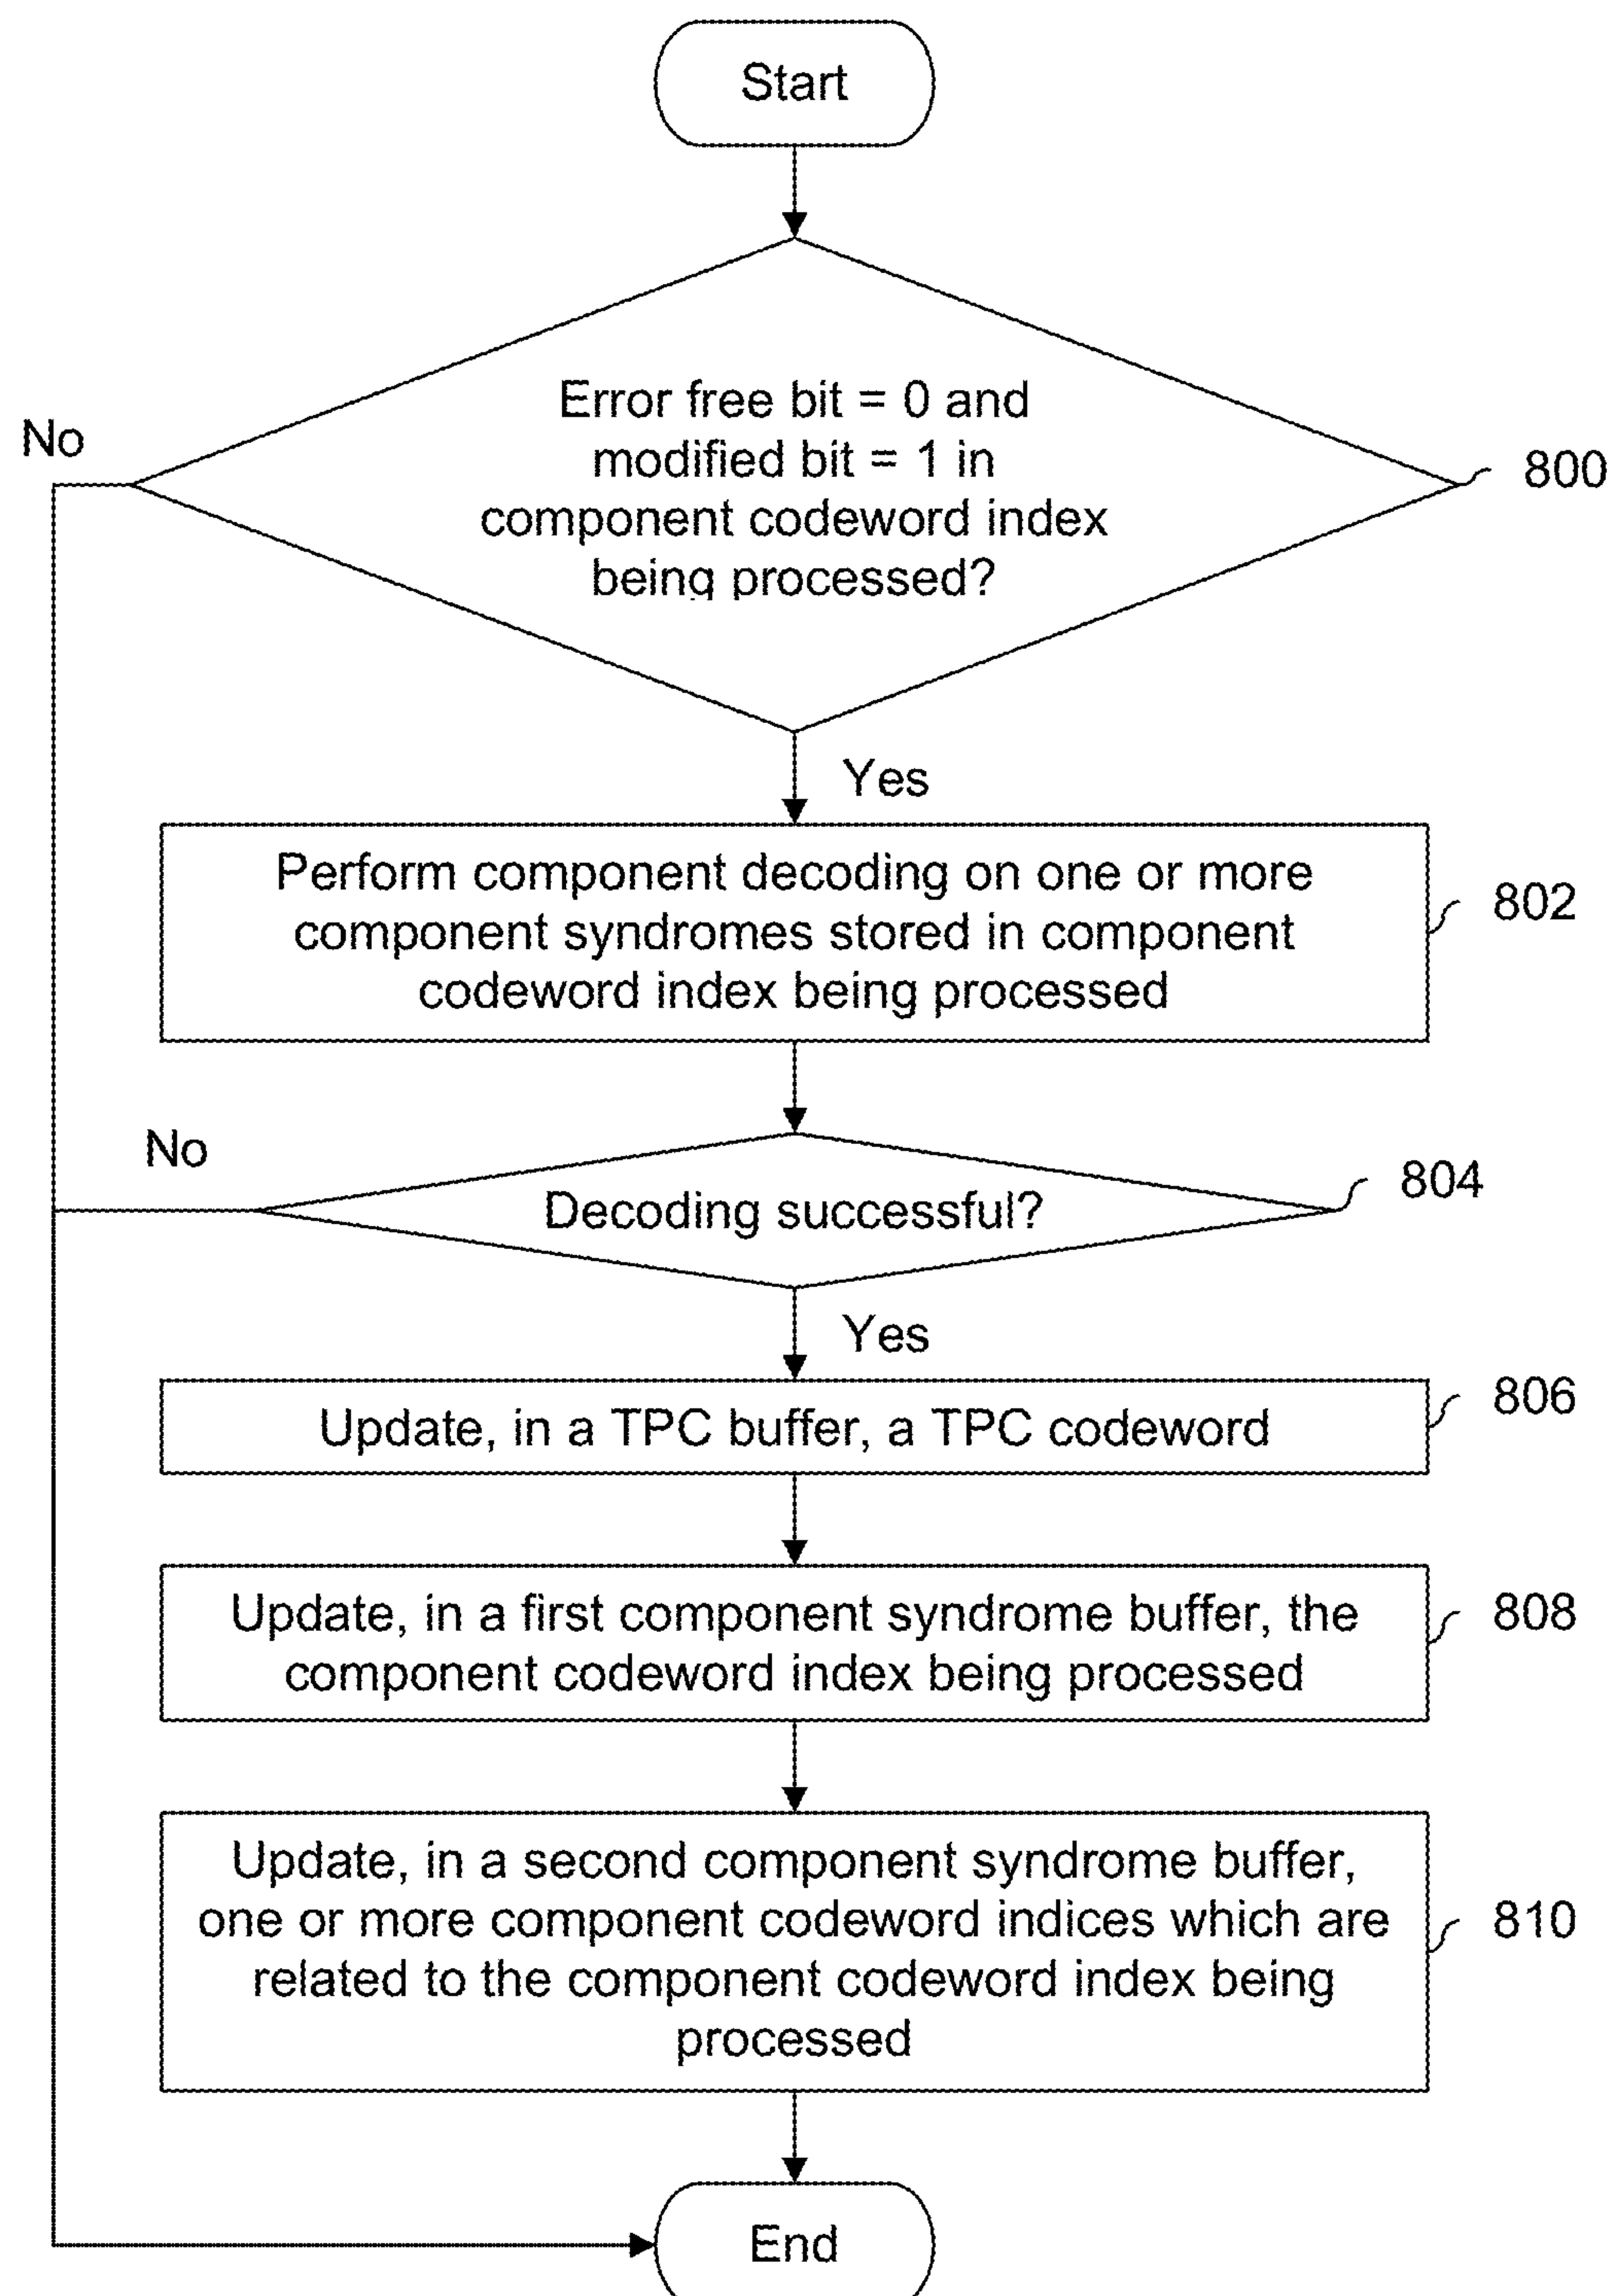 Start
Error free bit = 0 and
modified bit = 1 in
component codeword index
being processed?
No
800
Yes
Perform component decoding on one or more
component syndromes stored in component
codeword index being processed
802
No
Decoding successful?
804
Yes
Update, in a TPC buffer, a TPC codeword
806
Update, in a first component syndrome buffer, the
component codeword index being processed
808
Update, in a second component syndrome buffer,
one or more component codeword indices which are
related to the component codeword index being
processed
810
End